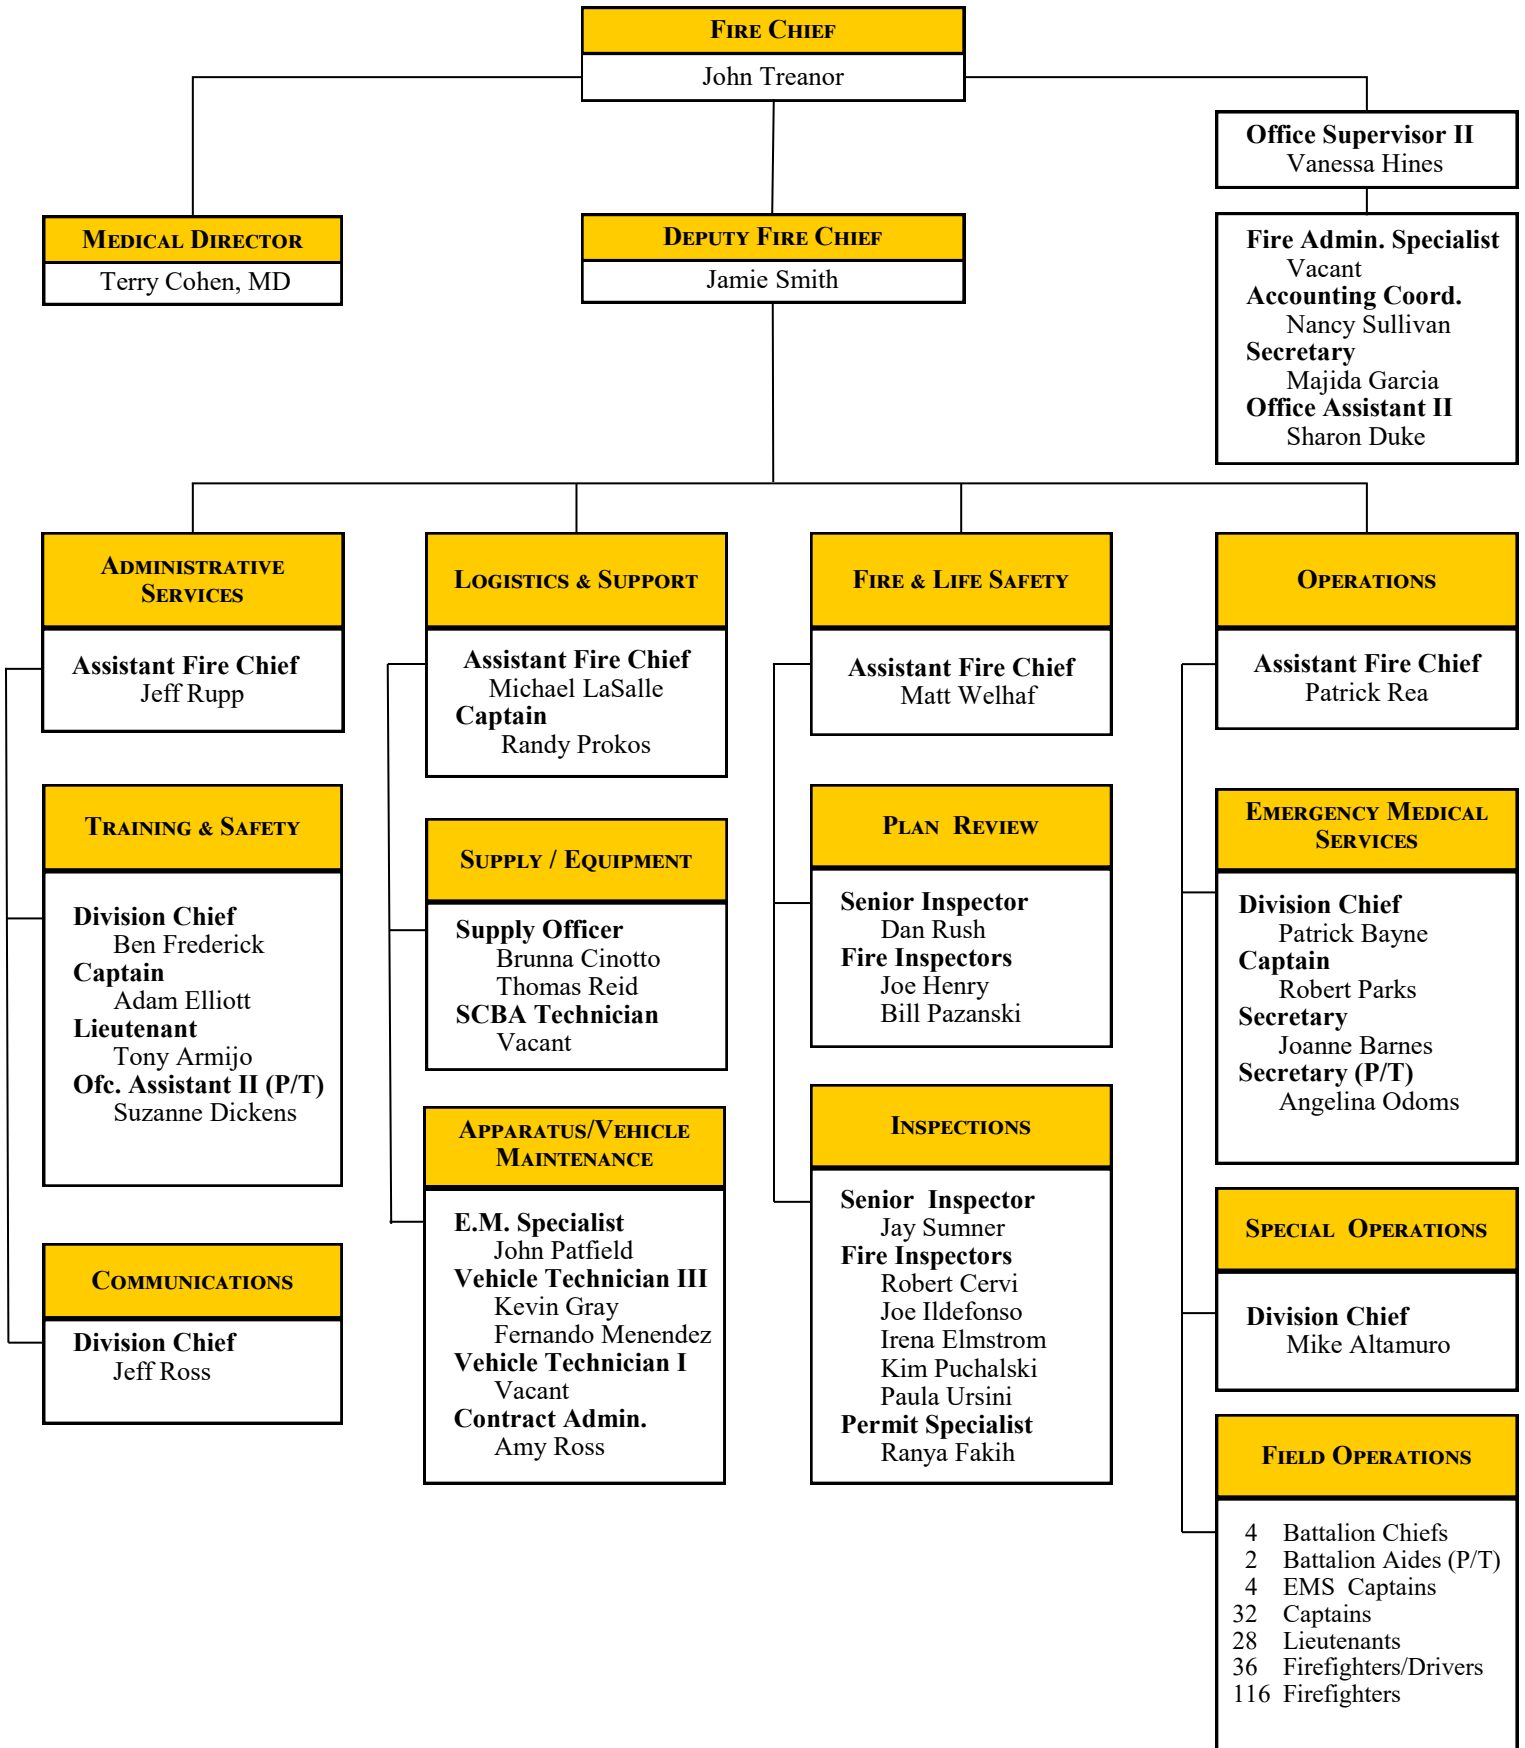 FIRE CHIEF
John Treanor
Office Supervisor II
Vanessa Hines
MEDICAL DIRECTOR
Terry Cohen, MD
DEPUTY FIRE CHIEF
Jamie Smith
Fire Admin. Specialist
Vacant
Accounting Coord.
Nancy Sullivan
Secretary
Majida Garcia
Office Assistant II
Sharon Duke
ADMINISTRATIVE
SERVICES
Assistant Fire Chief
Jeff Rupp
TRAINING & SAFETY
Division Chief
Ben Frederick
Captain
Adam Elliott
Lieutenant
Tony Armijo
Ofc. Assistant II (P/T)
Suzanne Dickens
COMMUNICATIONS
Division Chief
Jeff Ross
LOGISTICS & SUPPORT
Assistant Fire Chief
Michael LaSalle
Captain
Randy Prokos
SUPPLY / EQUIPMENT
Supply Officer
Brunna Cinotto
Thomas Reid
SCBA Technician
Vacant
APPARATUS/VEHICLE
MAINTENANCE
E.M. Specialist
John Patfield
Vehicle Technician III
Kevin Gray
Fernando Menendez
Vehicle Technician I
Vacant
Contract Admin.
Amy Ross
FIRE & LIFE SAFETY
Assistant Fire Chief
Matt Welhaf
PLAN REVIEW
Senior Inspector
Dan Rush
Fire Inspectors
Joe Henry
Bill Pazanski
INSPECTIONS
Senior Inspector
Jay Sumner
Fire Inspectors
Robert Cervi
Joe Ildefonso
Irena Elmstrom
Kim Puchalski
Paula Ursini
Permit Specialist
Ranya Fakih
OPERATIONS
Assistant Fire Chief
Patrick Rea
EMERGENCY MEDICAL
SERVICES
Division Chief
Patrick Bayne
Captain
Robert Parks
Secretary
Joanne Barnes
Secretary (P/T)
Angelina Odoms
SPECIAL OPERATIONS
Division Chief
Mike Altamuro
FIELD OPERATIONS
4 Battalion Chiefs
2 Battalion Aides (P/T)
4 EMS Captains
32 Captains
28 Lieutenants
36 Firefighters/Drivers
116 Firefighters